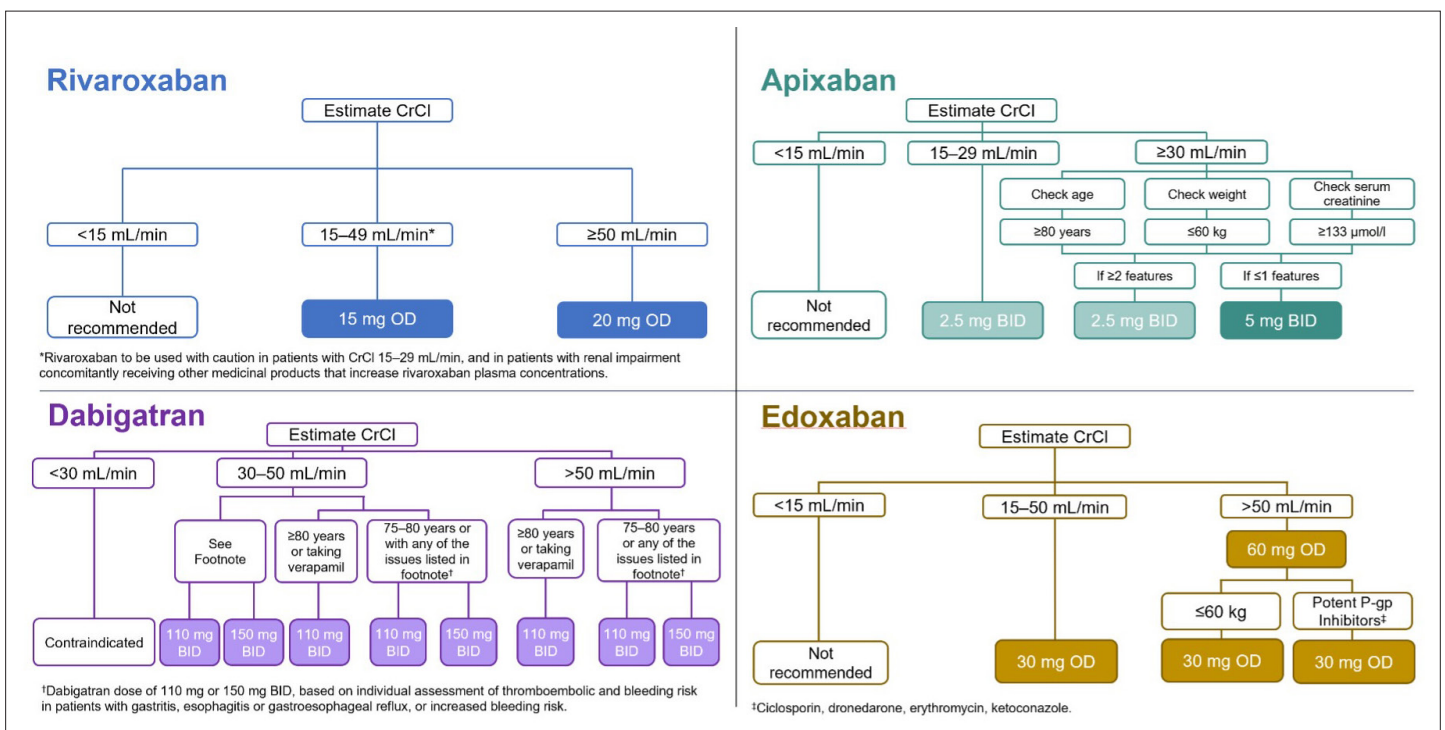 Rivaroxaban
Estimate CrCl
<15 mL/min
15–49 mL/min*
≥50 mL/min
Not
recommended
15 mg OD
20 mg OD
*Rivaroxaban to be used with caution in patients with CrCl 15–29 mL/min, and in patients with renal impairment
concomitantly receiving other medicinal products that increase rivaroxaban plasma concentrations.
Apixaban
Estimate CrCl
<15 mL/min
15–29 mL/min
≥30 mL/min
Check age
Check weight
Check serum
creatinine
≥80 years
≤60 kg
≥133 µmol/l
If ≥2 features
If ≤1 features
Not
recommended
2.5 mg BID
2.5 mg BID
5 mg BID
Dabigatran
Estimate CrCl
<30 mL/min
30–50 mL/min
>50 mL/min
See
Footnote
≥80 years
or taking
verapamil
75–80 years or
with any of the
issues listed in
footnote†
≥80 years
or taking
verapamil
75–80 years
or any of the
issues listed in
footnote†
Contraindicated
110 mg
BID
150 mg
BID
110 mg
BID
110 mg
BID
150 mg
BID
110 mg
BID
110 mg
BID
150 mg
BID
†Dabigatran dose of 110 mg or 150 mg BID, based on individual assessment of thromboembolic and bleeding risk
in patients with gastritis, esophagitis or gastroesophageal reflux, or increased bleeding risk.
Edoxaban
Estimate CrCl
<15 mL/min
15–50 mL/min
>50 mL/min
60 mg OD
≤60 kg
Potent P-gp
Inhibitors‡
Not
recommended
30 mg OD
30 mg OD
30 mg OD
‡Ciclosporin, dronedarone, erythromycin, ketoconazole.